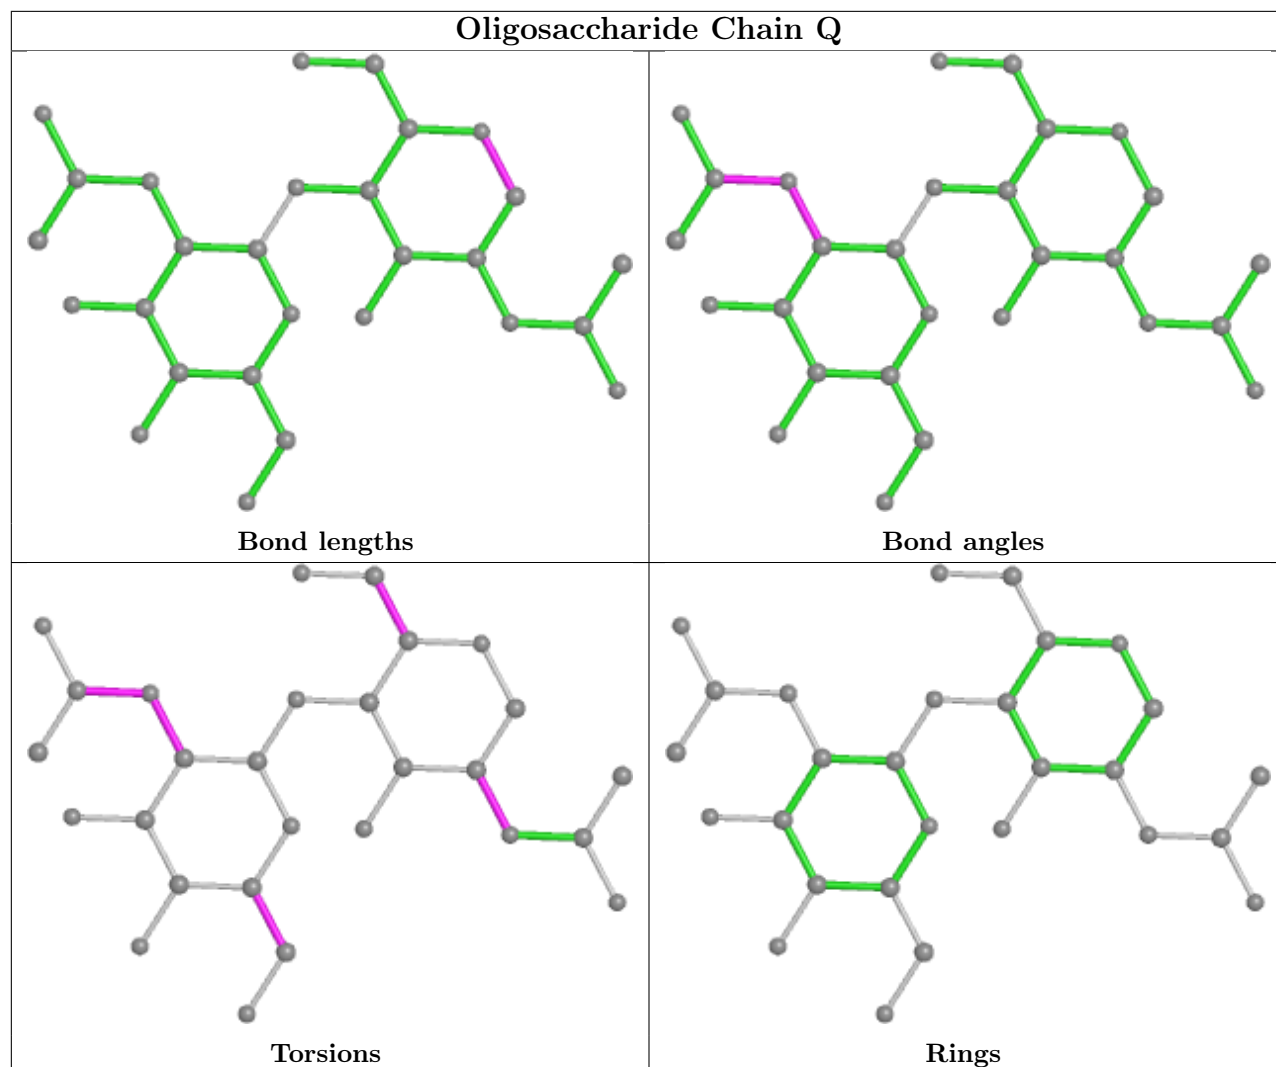 Oligosaccharide Chain Q
Bond lengths
Bond angles
Torsions
Rings